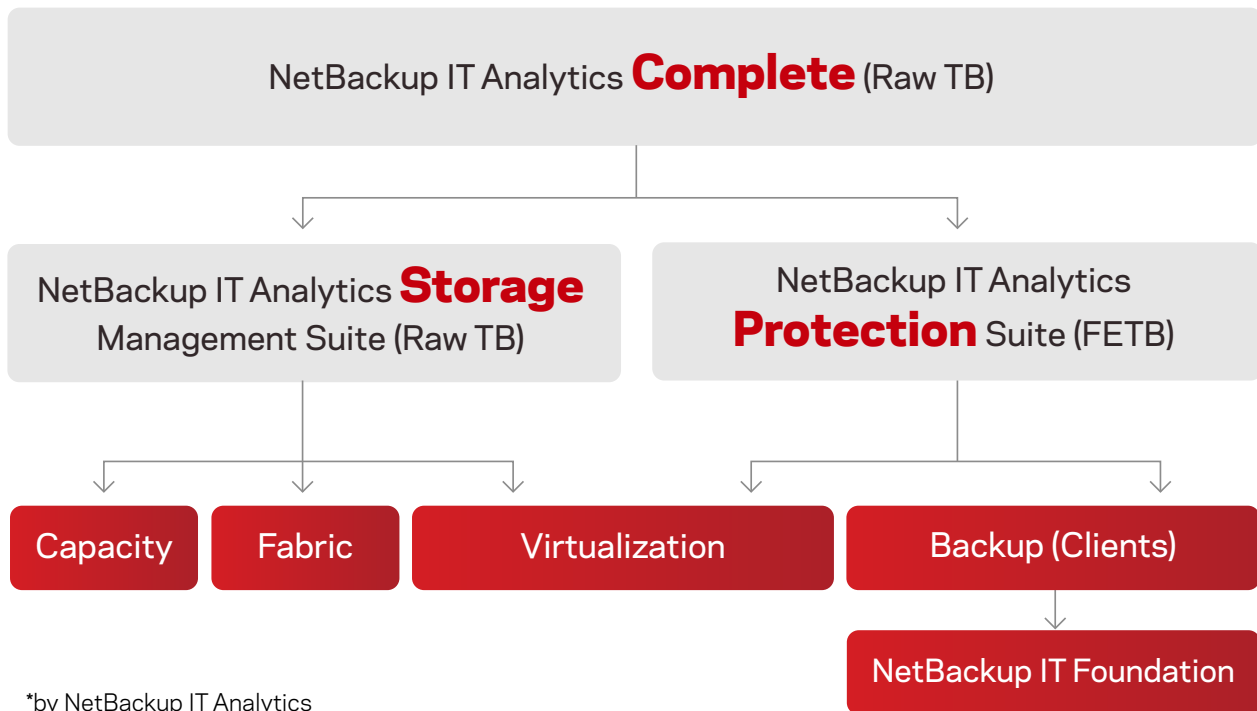 NetBackup IT Analytics Complete (Raw TB)
NetBackup IT Analytics Storage
Management Suite (Raw TB)
NetBackup IT Analytics
Protection Suite (FETB)
Capacity
Fabric
Virtualization
Backup (Clients)
NetBackup IT Foundation
*by NetBackup IT Analytics